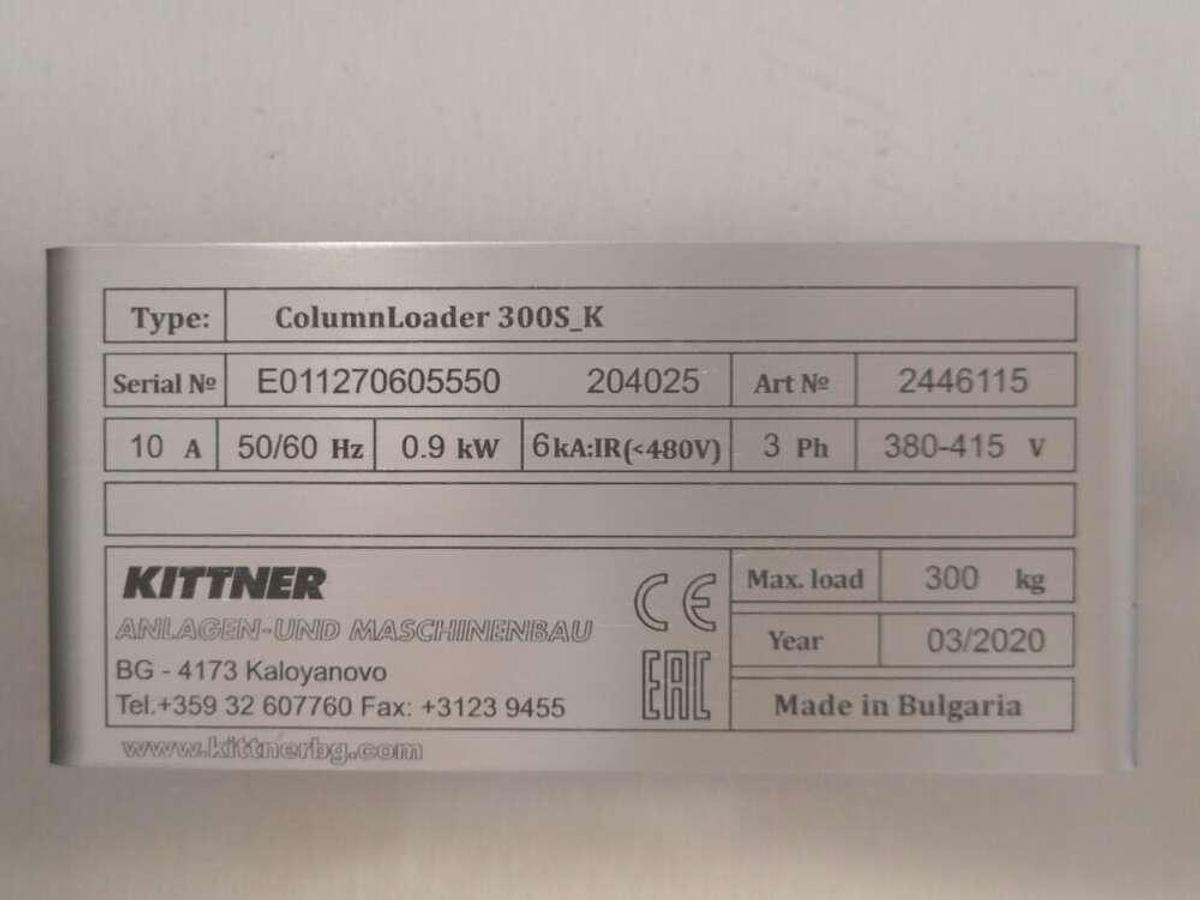 Type: ColumnLoader 300S_K
Serial № E011270605550 204025 Art № 2446115
10 A 50/60 Hz 0.9 kW 6kA:IR(<480V) 3 Ph 380-415 V
KITTNER
ANLAGEN-UND MASCHINENBAU
BG - 4173 Kaloyanovo
Tel.+359 32 607760 Fax: +3123 9455
www.kittnerbg.com
CE
EAC
Max. load 300 kg
Year 03/2020
Made in Bulgaria